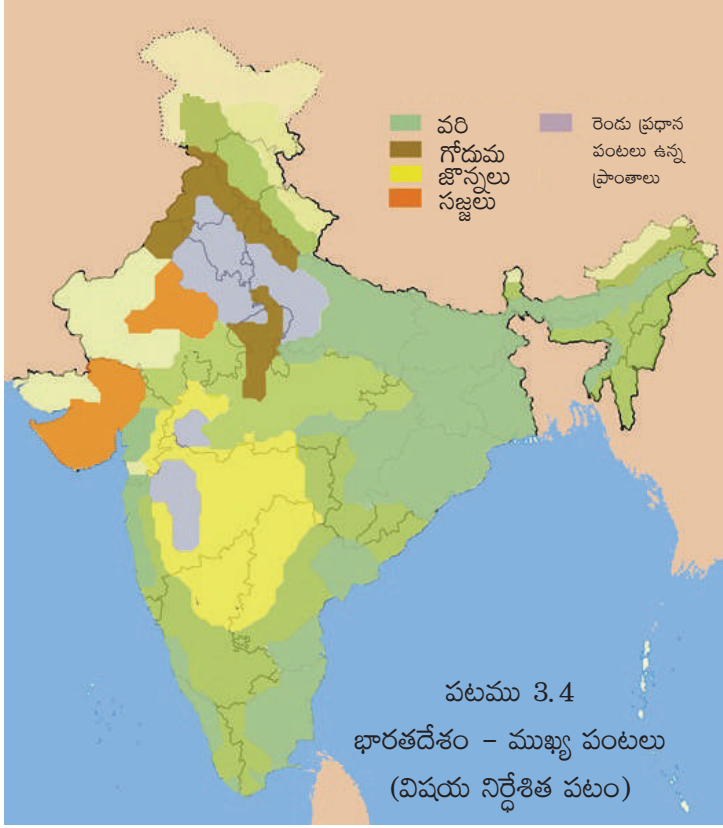 వరి
గోదుమ
జొన్నలు
సజ్జలు
రెండు ప్రధాన
పంటలు ఉన్న
ప్రాంతాలు
పటము 3.4
భారతదేశం - ముఖ్య పంటలు
(విషయ నిర్ధేశిత పటం)